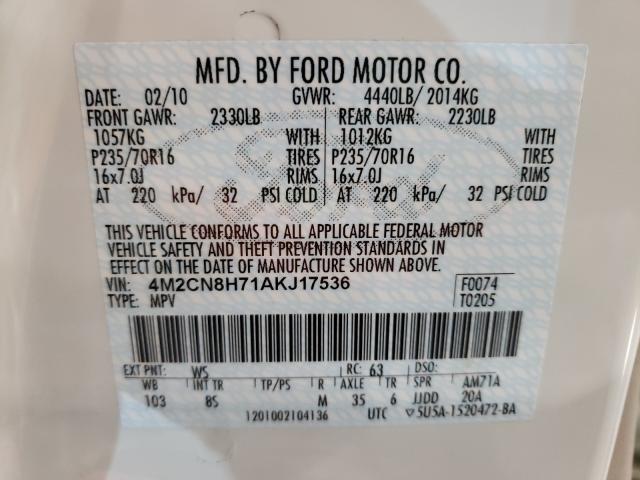 MFD. BY FORD MOTOR CO.
DATE: 02/10 GVWR: 4440LB/ 2014KG
FRONT GAWR: 2330LB REAR GAWR: 2230LB
1057KG WITH 1012KG WITH
P235/70R16 TIRES P235/70R16 TIRES
16x7.0J RIMS 16x7.0J RIMS
AT 220 kPa/ 32 PSI COLD AT 220 kPa/ 32 PSI COLD
THIS VEHICLE CONFORMS TO ALL APPLICABLE FEDERAL MOTOR
VEHICLE SAFETY AND THEFT PREVENTION STANDARDS IN
EFFECT ON THE DATE OF MANUFACTURE SHOWN ABOVE.
VIN: 4M2CN8H71AKJ17536 F0074
TYPE: MPV T0205
EXT PNT: WS RC: 63 DSO:
WB INT TR TP/PS R AXLE TR SPR AM71A
103 8S M 35 6 JJDD 20A
1201002104136 UTC ▽5U5A-1520472-BA